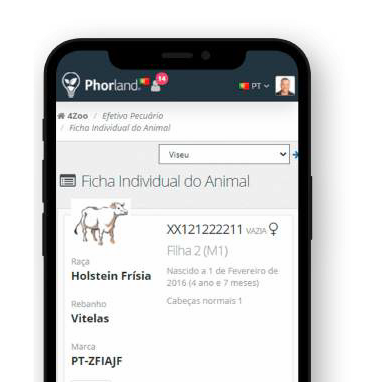 Phorland.
14
PT
4Zoo / Efetivo Pecuário
/ Ficha Individual do Animal
Viseu
Ficha Individual do Animal
XX121222211 VAZIA
Filha 2 (M1)
Raça
Holstein Frísia
Nascido a 1 de Fevereiro de
2016 (4 ano e 7 meses)
Cabeças normais 1
Rebanho
Vitelas
Marca
PT-ZFIAJF